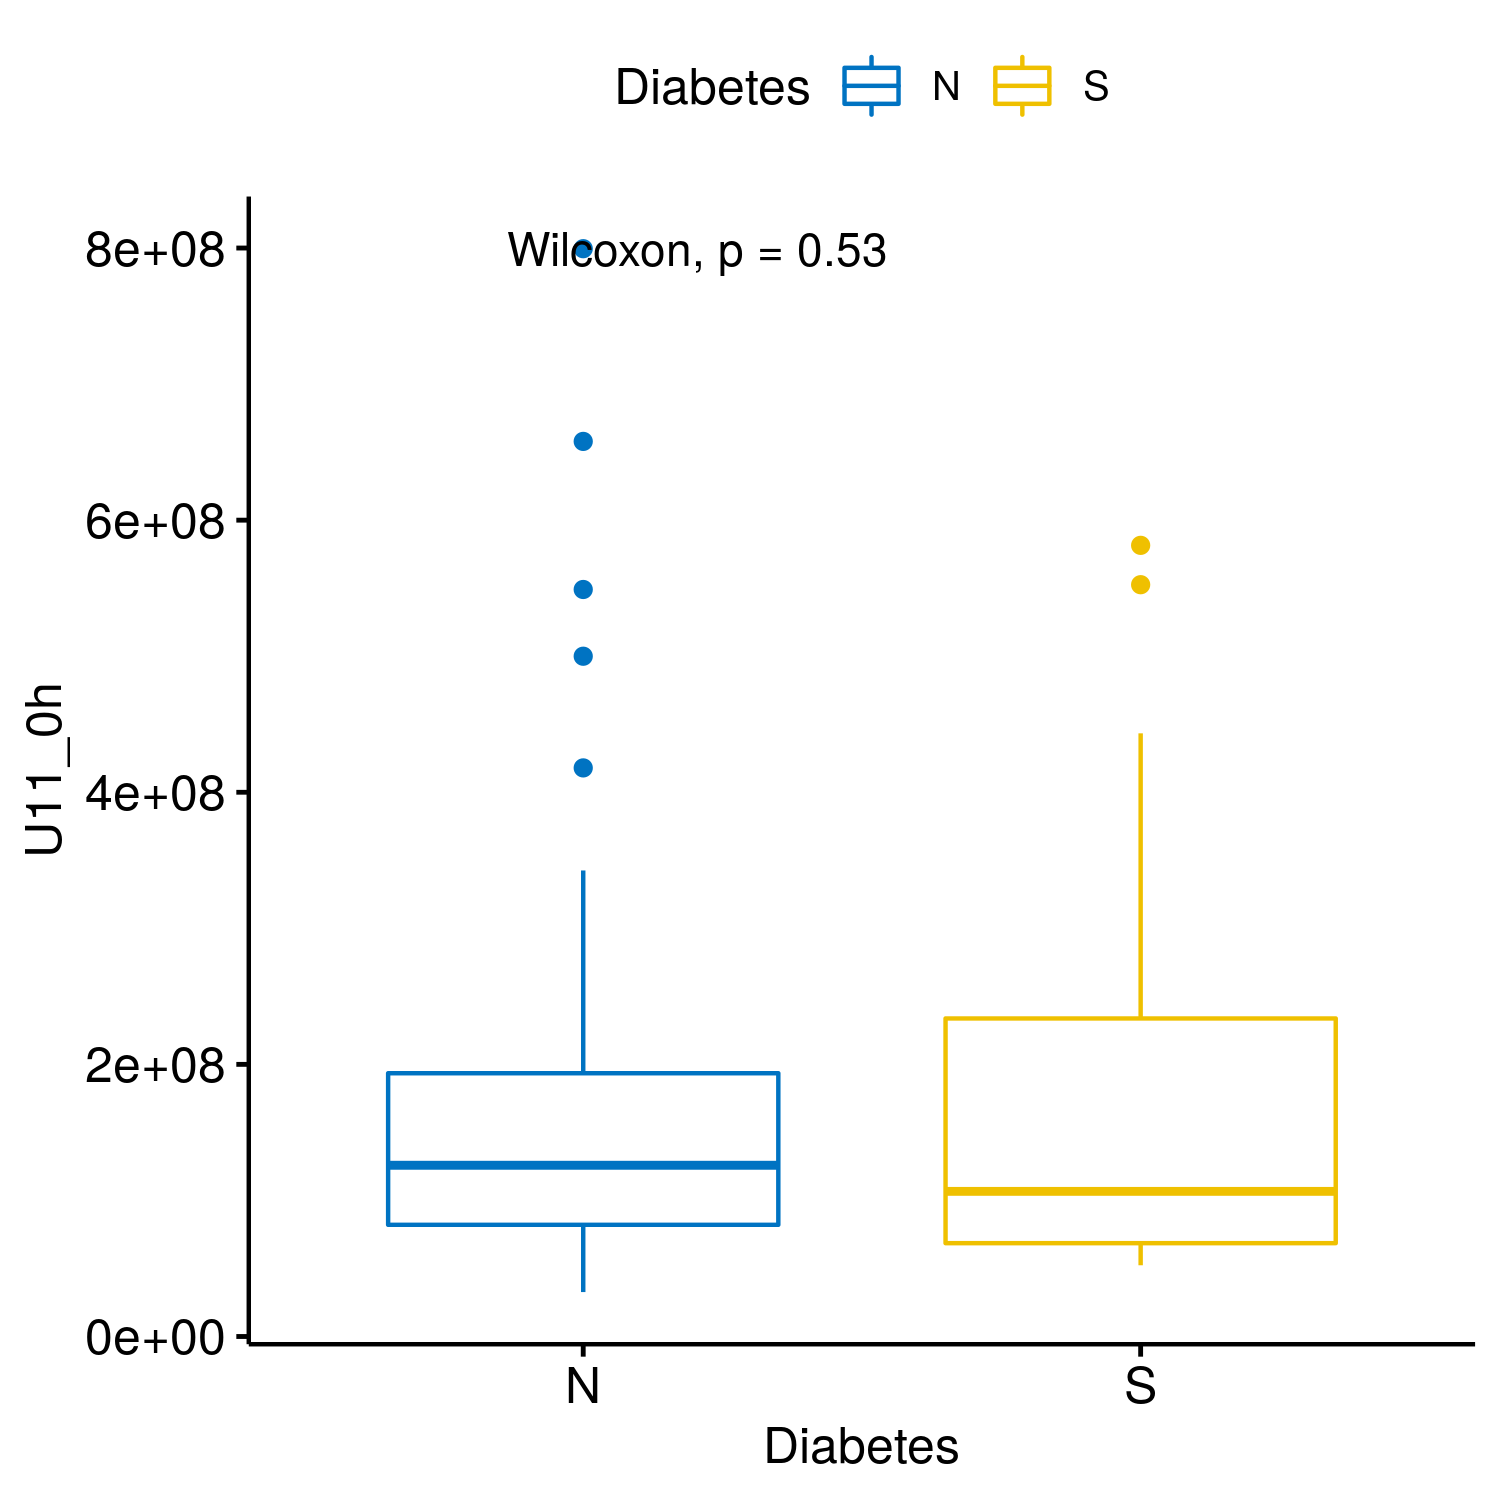 Diabetes N S
Wilcoxon, p = 0.53
8e+08
6e+08
4e+08
2e+08
0e+00
U11_0h
N S
Diabetes